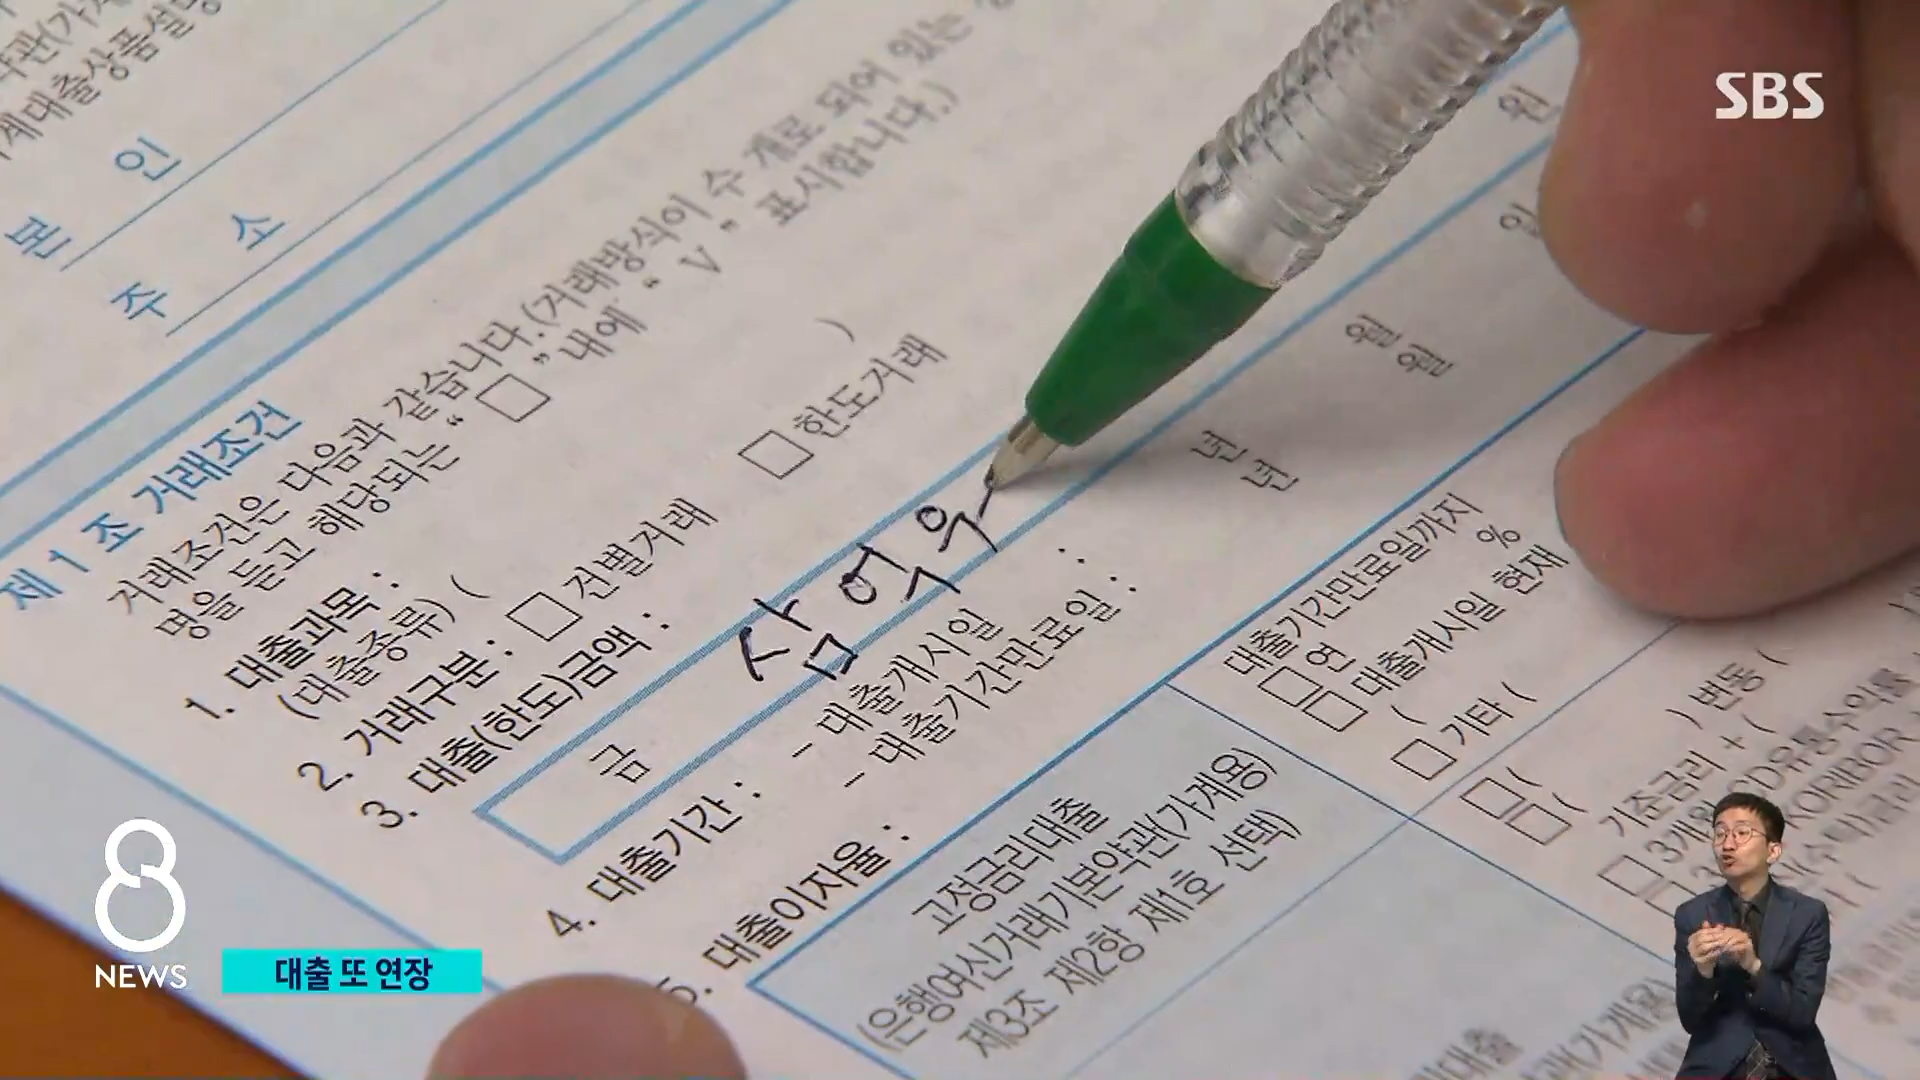 SBS
본 인
주 소
제 1 조 거래조건
거래조건은 다음과 같습니다.(거래방식이 수 개로 되어 있는
명을 듣고 해당되는 “ □ ” 내에 “ V ” 표시합니다.)
1. 대출과목 :
(대출종류) ( )
2. 거래구분 : □ 건별거래 □ 한도거래
3. 대출(한도)금액 :
금 삼억
원
4. 대출기간 :
- 대출개시일 : 년 월 일
- 대출기간만료일 : 년 월
5. 대출이자율 :
고정금리대출
(은행여신거래기본약관(가계용)
제3조 제2항 제1호 선택)
대출기간만료일까지
□ 연 %
□ 대출개시일 현재
□ 기타 (
) 변동 (
기준금리 + (
KORIBOR
8
NEWS
대출 또 연장